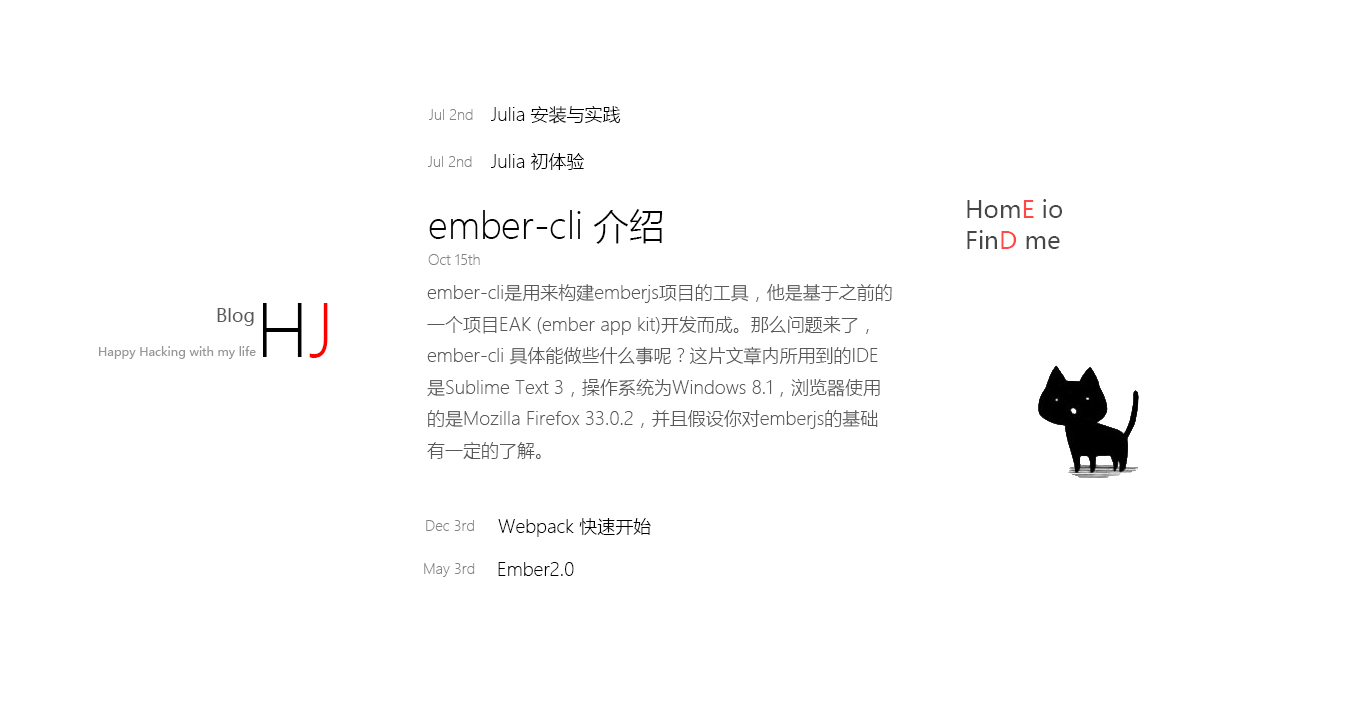 Blog HJ
Happy Hacking with my life
Jul 2nd Julia 安装与实践
Jul 2nd Julia 初体验
ember-cli 介绍
Oct 15th
ember-cli是用来构建emberjs项目的工具，他是基于之前的
一个项目EAK (ember app kit)开发而成。那么问题来了，
ember-cli 具体能做些什么事呢？这片文章内所用到的IDE
是Sublime Text 3，操作系统为Windows 8.1，浏览器使用
的是Mozilla Firefox 33.0.2，并且假设你对emberjs的基础
有一定的了解。
Dec 3rd Webpack 快速开始
May 3rd Ember2.0
HomE io
FinD me